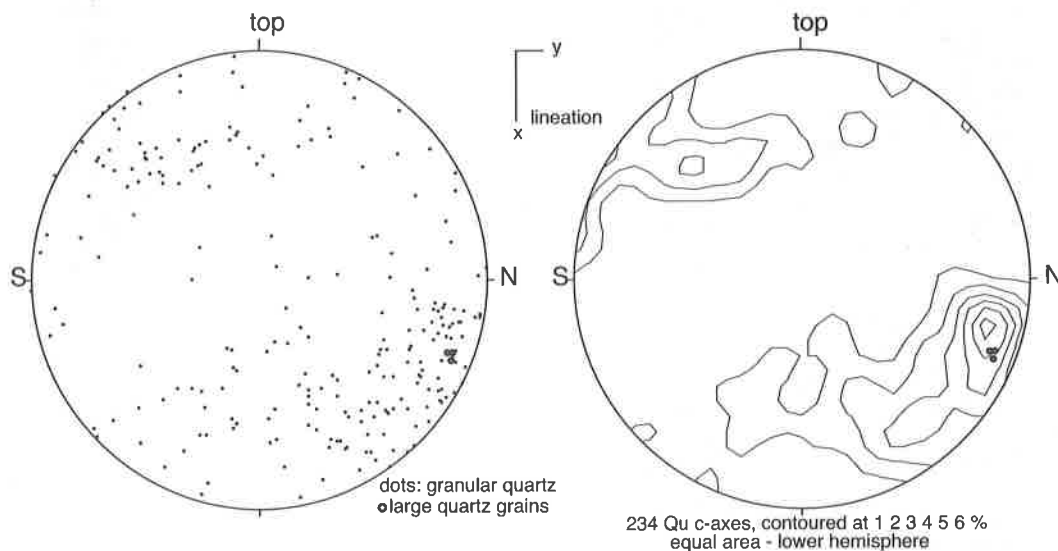 top
y
lineation
x
top
S
N
S
N
dots: granular quartz
large quartz grains
234 Qu c-axes, contoured at 1 2 3 4 5 6 %
equal area - lower hemisphere